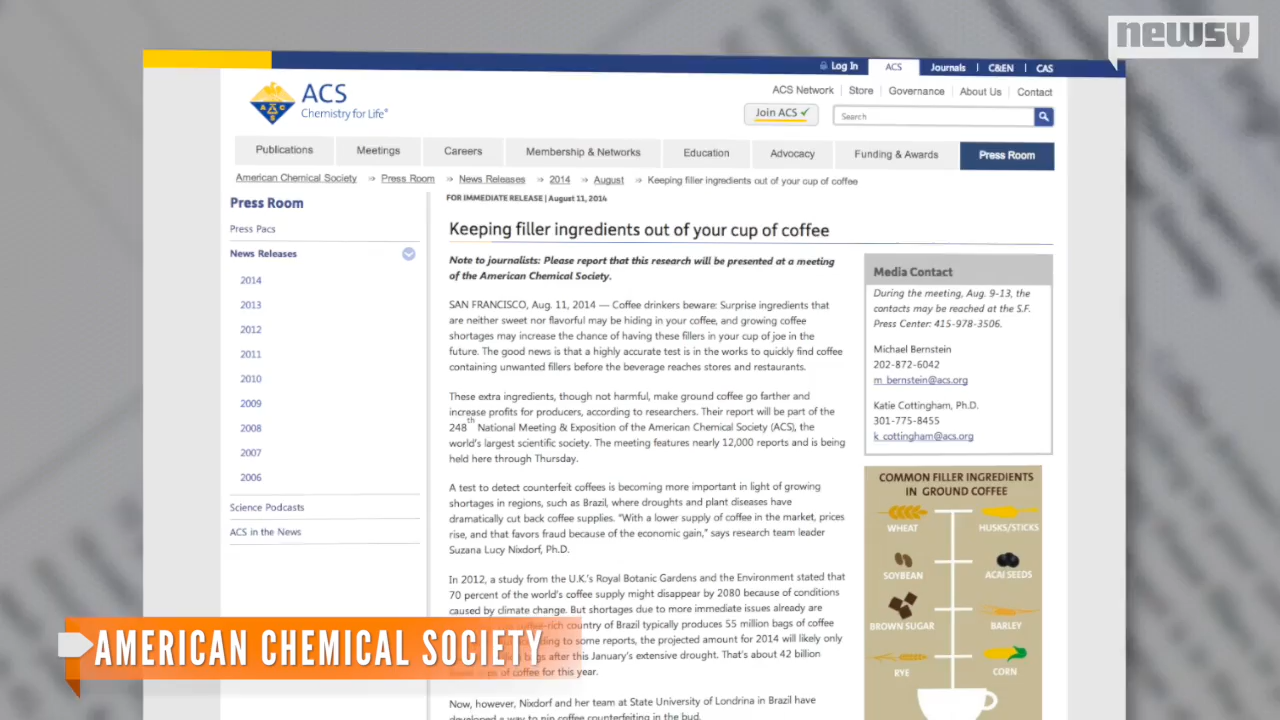 newsy
Log In
ACS
Journals | C&EN | CAS
ACS Network | Store | Governance | About Us | Contact
ACS
Chemistry for Life®
Join ACS ✓
Search
Publications
Meetings
Careers
Membership & Networks
Education
Advocacy
Funding & Awards
Press Room
American Chemical Society » Press Room » News Releases » 2014 » August » Keeping filler ingredients out of your cup of coffee
Press Room
Press Pacs
News Releases
2014
2013
2012
2011
2010
2009
2008
2007
2006
Science Podcasts
ACS in the News
FOR IMMEDIATE RELEASE | August 11, 2014
Keeping filler ingredients out of your cup of coffee
Note to journalists: Please report that this research will be presented at a meeting
of the American Chemical Society.
SAN FRANCISCO, Aug. 11, 2014 — Coffee drinkers beware: Surprise ingredients that
are neither sweet nor flavorful may be hiding in your coffee, and growing coffee
shortages may increase the chance of having these fillers in your cup of joe in the
future. The good news is that a highly accurate test is in the works to quickly find coffee
containing unwanted fillers before the beverage reaches stores and restaurants.
These extra ingredients, though not harmful, make ground coffee go farther and
increase profits for producers, according to researchers. Their report will be part of the
248th National Meeting & Exposition of the American Chemical Society (ACS), the
world's largest scientific society. The meeting features nearly 12,000 reports and is being
held here through Thursday.
A test to detect counterfeit coffees is becoming more important in light of growing
shortages in regions, such as Brazil, where droughts and plant diseases have
dramatically cut back coffee supplies. "With a lower supply of coffee in the market, prices
rise, and that favors fraud because of the economic gain," says research team leader
Suzana Lucy Nixdorf, Ph.D.
In 2012, a study from the U.K.'s Royal Botanic Gardens and the Environment stated that
70 percent of the world's coffee supply might disappear by 2080 because of conditions
caused by climate change. But shortages due to more immediate issues already are
coffee-rich country of Brazil typically produces 55 million bags of coffee
to some reports, the projected amount for 2014 will likely only
bags after this January's extensive drought. That's about 42 billion
of coffee for this year.
Now, however, Nixdorf and her team at State University of Londrina in Brazil have
developed a way to nip coffee counterfeiting in the bud.
Media Contact
During the meeting, Aug. 9-13, the
contacts may be reached at the S.F.
Press Center: 415-978-3506.
Michael Bernstein
202-872-6042
m_bernstein@acs.org
Katie Cottingham, Ph.D.
301-775-8455
k_cottingham@acs.org
COMMON FILLER INGREDIENTS
IN GROUND COFFEE
WHEAT
HUSKS/STICKS
SOYBEAN
ACAI SEEDS
BROWN SUGAR
BARLEY
RYE
CORN
AMERICAN CHEMICAL SOCIETY